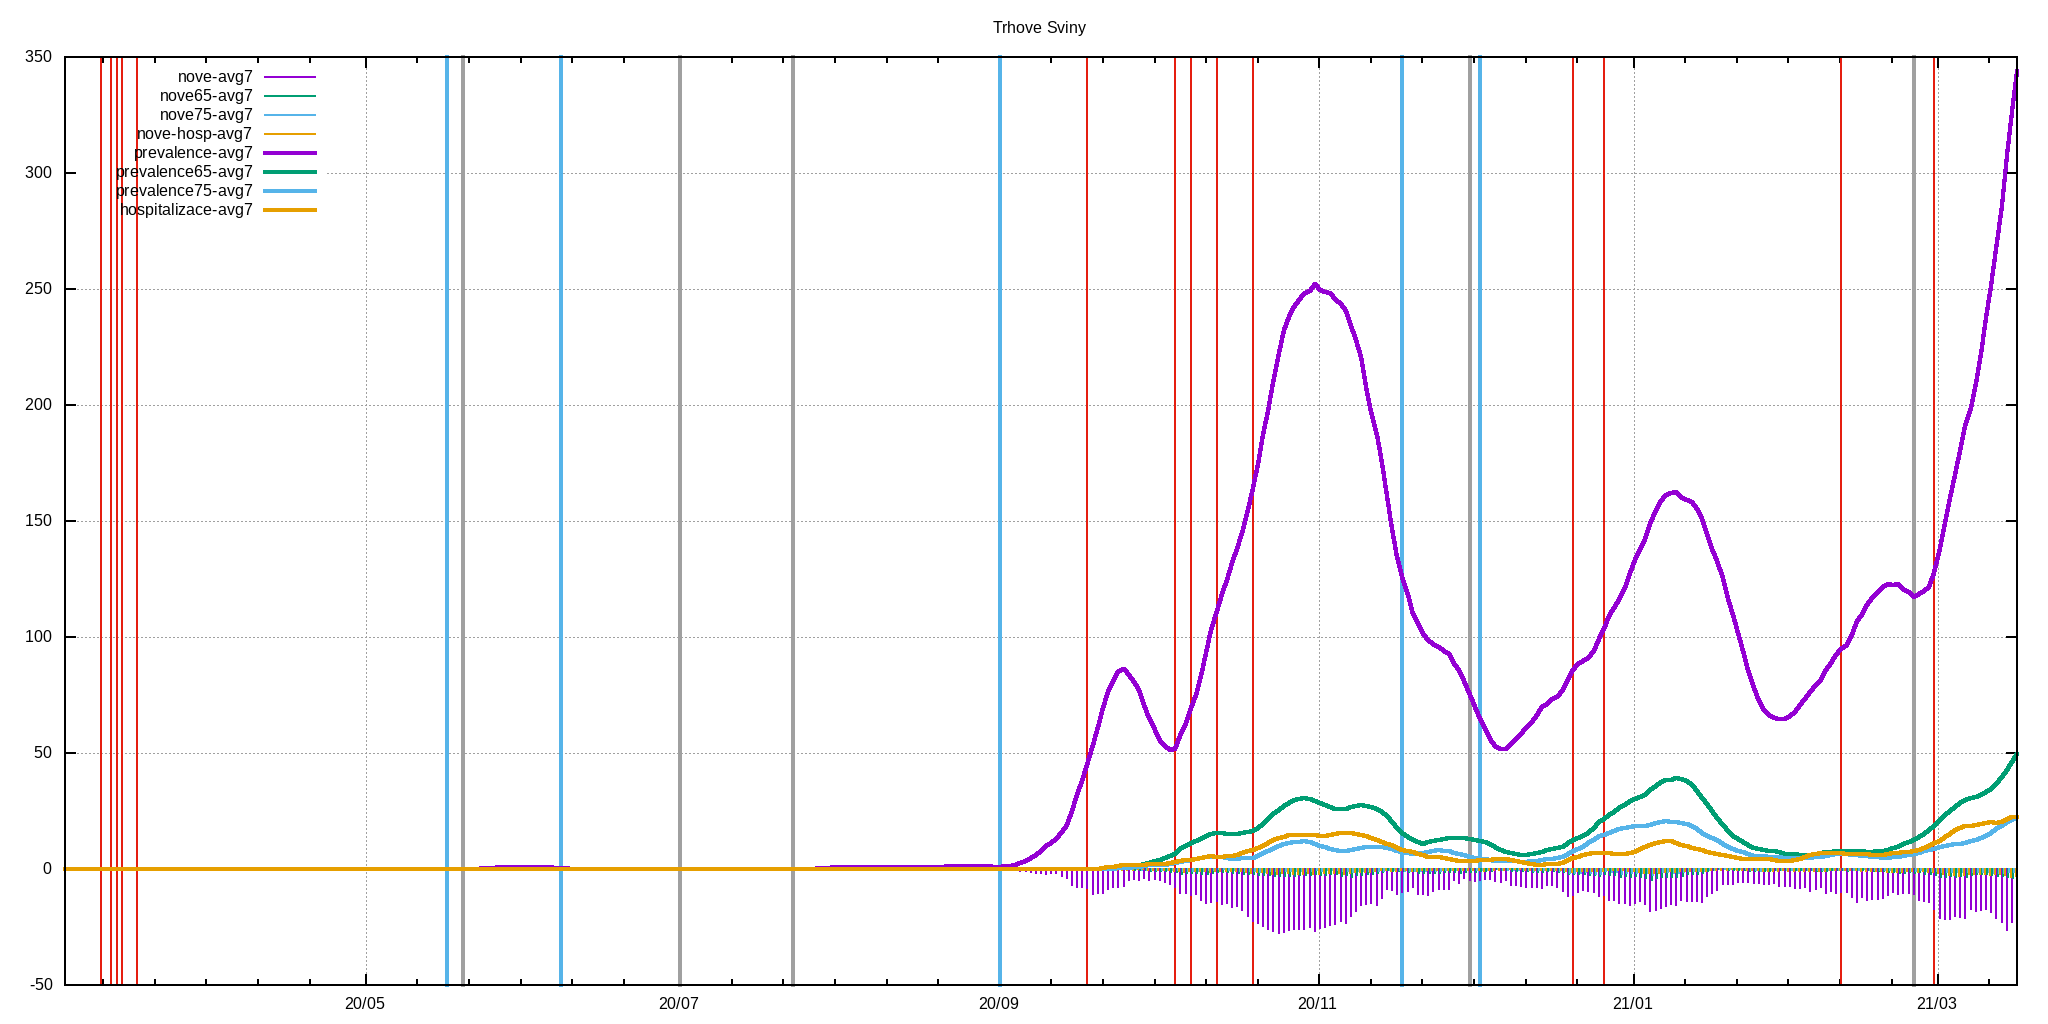 Trhove Sviny
350
300
250
200
150
100
50
0
-50
nove-avg7
nove65-avg7
nove75-avg7
nove-hosp-avg7
prevalence-avg7
prevalence65-avg7
prevalence75-avg7
hospitalizace-avg7
20/05 20/07 20/09 20/11 21/01 21/03